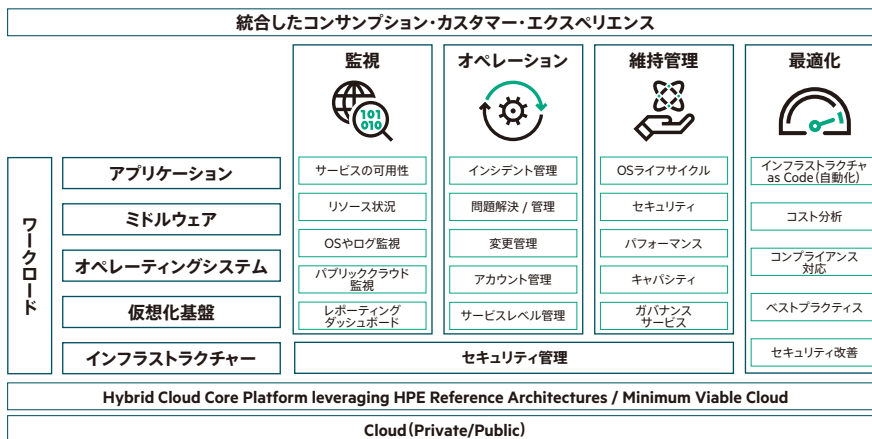 統合したコンサンプション・カスタマー・エクスペリエンス
監視
オペレーション
維持管理
最適化
101
010
ワークロード
アプリケーション
ミドルウェア
オペレーティングシステム
仮想化基盤
インフラストラクチャー
サービスの可用性
リソース状況
OSやログ監視
パブリッククラウド
監視
レポーティング
ダッシュボード
インシデント管理
問題解決 / 管理
変更管理
アカウント管理
サービスレベル管理
OSライフサイクル
セキュリティ
パフォーマンス
キャパシティ
ガバナンス
サービス
インフラストラクチャ
as Code(自動化)
コスト分析
コンプライアンス
対応
ベストプラクティス
セキュリティ改善
セキュリティ管理
Hybrid Cloud Core Platform leveraging HPE Reference Architectures / Minimum Viable Cloud
Cloud(Private/Public)